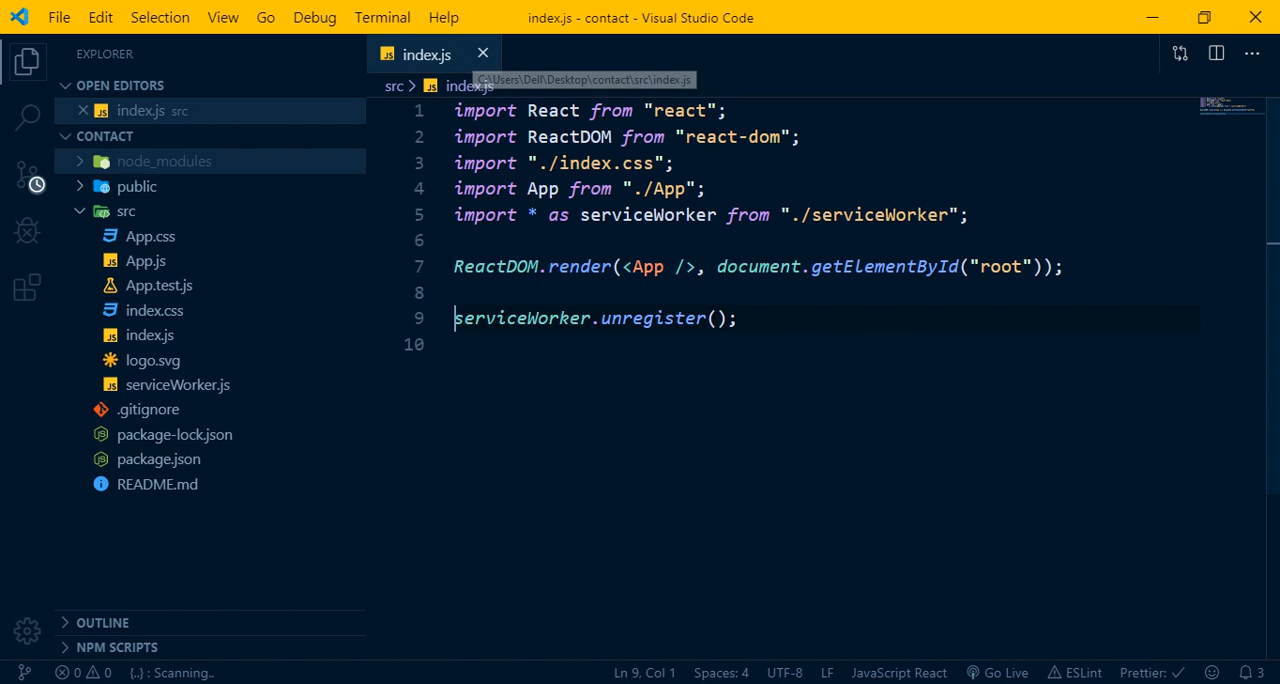 File Edit Selection View Go Debug Terminal Help
index.js - contact - Visual Studio Code
EXPLORER
OPEN EDITORS
index.js src
CONTACT
node_modules
public
src
App.css
App.js
App.test.js
index.css
index.js
logo.svg
serviceWorker.js
.gitignore
package-lock.json
package.json
README.md
OUTLINE
NPM SCRIPTS
index.js
C:\Users\Dell\Desktop\contact\src\index.js
src > index.js
1 import React from "react";
2 import ReactDOM from "react-dom";
3 import "./index.css";
4 import App from "./App";
5 import * as serviceWorker from "./serviceWorker";
6
7 ReactDOM.render(<App />, document.getElementById("root"));
8
9 serviceWorker.unregister();
10
0 0 {..} : Scanning.. Ln 9, Col 1 Spaces: 4 UTF-8 LF JavaScript React Go Live ESLint Prettier: ✓ 3